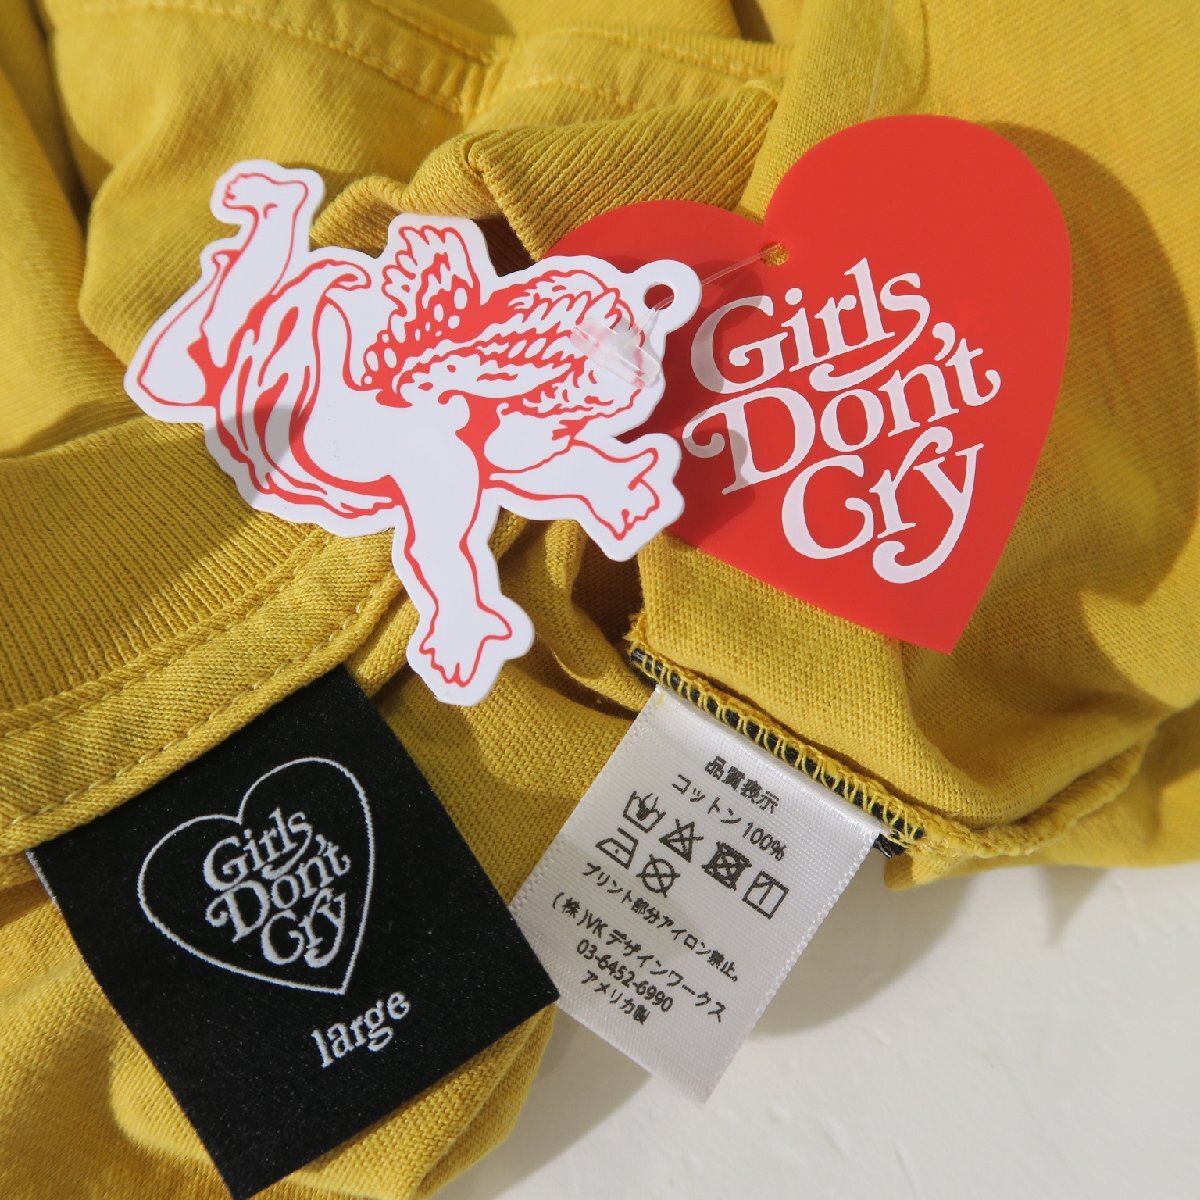 Girls
Don't
Cry
Girls
Don't
Cry
large
品質表示
コットン100%
プリント部分アイロン禁止。
(株)VKデザインワークス
03-6452-6990
アメリカ製